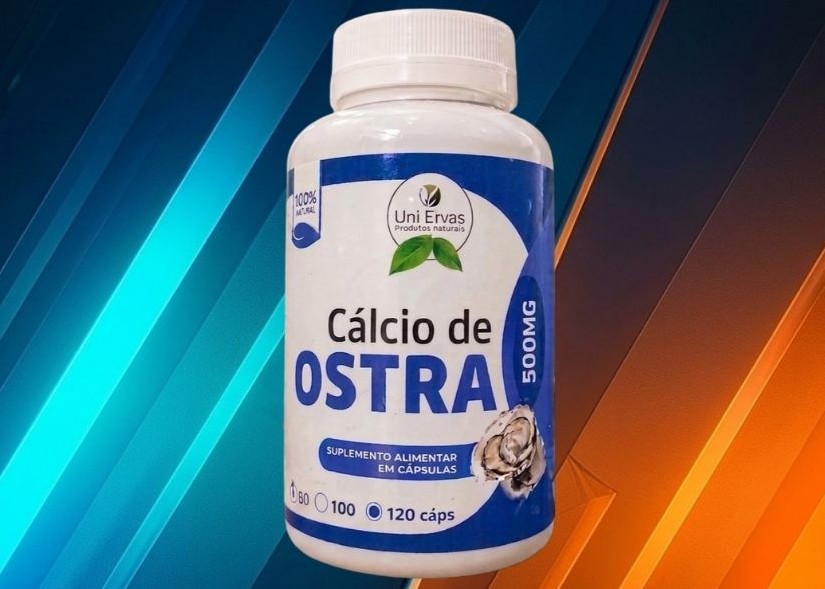 100%
NATURAL
Uni Ervas
Produtos naturais
Cálcio de
OSTRA
500MG
SUPLEMENTO ALIMENTAR
EM CÁPSULAS
60 100 120 cáps